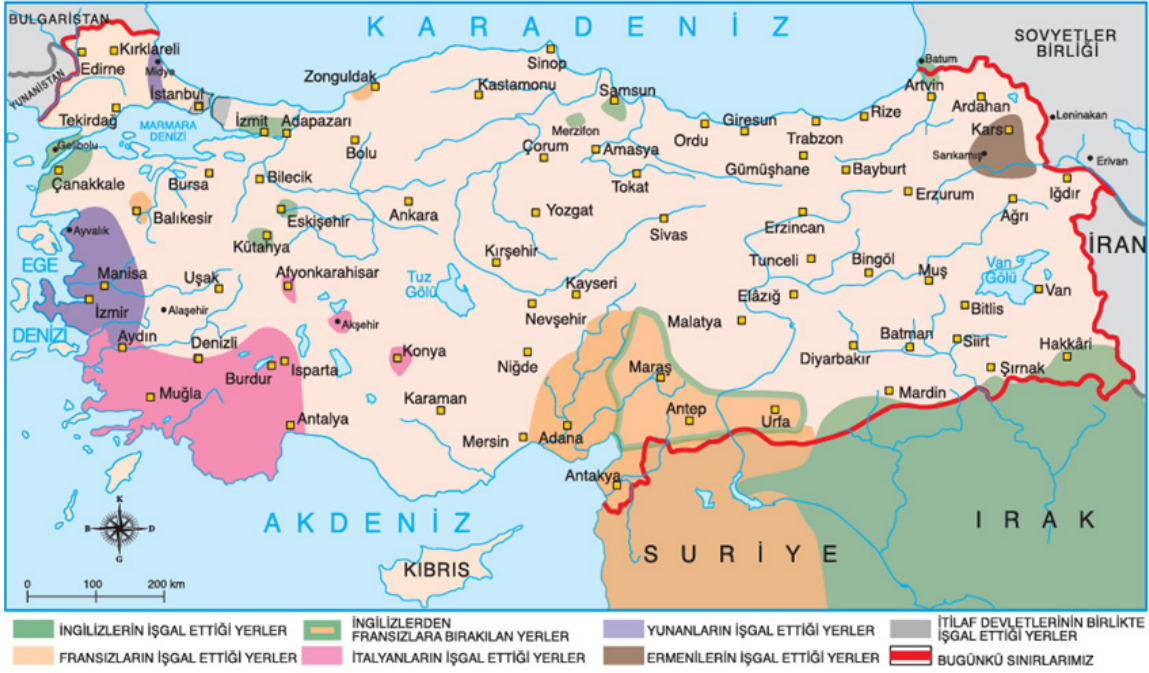 BULGARİSTAN
KARADENİZ
SOVYETLER
BİRLİĞİ
YUNANİSTAN
Kırklareli
Edirne
Midye
İstanbul
Tekirdağ
MARMARA
DENİZİ
Zonguldak
Kastamonu
Sinop
Samsun
Batum
Artvin
Ardahan
Rize
Leninakan
Kars
Sarıkamış
Erivan
Iğdır
İzmit
Adapazarı
Bolu
Merzifon
Çorum
Amasya
Ordu
Giresun
Trabzon
Gümüşhane
Bayburt
Gelibolu
Çanakkale
Bursa
Bilecik
Tokat
Erzurum
Balıkesir
Eskişehir
Ankara
Yozgat
Sivas
Erzincan
Ağrı
Ayvalık
Kütahya
Kırşehir
Tunceli
Bingöl
Muş
Van
Gölü
İRAN
EGE
DENİZİ
Manisa
Uşak
Afyonkarahisar
Tuz
Gölü
Kayseri
Elâzığ
Van
Bitlis
İzmir
Alaşehir
Akşehir
Nevşehir
Malatya
Aydın
Denizli
Konya
Niğde
Diyarbakır
Batman
Siirt
Hakkâri
Burdur
Isparta
Maraş
Şırnak
Muğla
Karaman
Mardin
Antalya
Mersin
Adana
Antep
Urfa
Antakya
AKDENİZ
KIBRIS
SURİYE
IRAK
K
B D
G
0 100 200 km
İNGİLİZLERİN İŞGAL ETTİĞİ YERLER
İNGİLİZLERDEN
FRANSIZLARA BIRAKILAN YERLER
YUNANLARIN İŞGAL ETTİĞİ YERLER
İTİLAF DEVLETLERİNİN BİRLİKTE
İŞGAL ETTİĞİ YERLER
FRANSIZLARIN İŞGAL ETTİĞİ YERLER
İTALYANLARIN İŞGAL ETTİĞİ YERLER
ERMENİLERİN İŞGAL ETTİĞİ YERLER
BUGÜNKÜ SINIRLARIMIZ